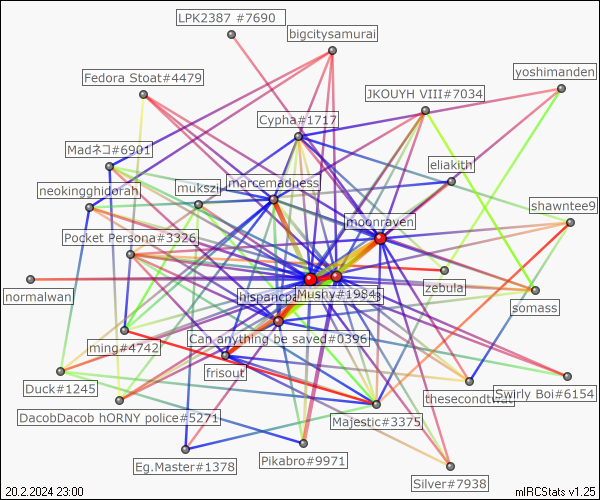 LPK2387 #7690
bigcitysamurai
yoshimanden
Fedora Stoat#4479
JKOUYH VIII#7034
Cypha#1717
Madネコ#6901
eliakith
neokingghidorah
mukszi
marcemadness
shawntee9
moonraven
Pocket Persona#3326
normalwan
Mushy#1984
zebula
somass
Can anything be saved#0396
ming#4742
frisout
Duck#1245
Swirly Boi#6154
DacobDacob hORNY police#5271
Majestic#3375
Pikabro#9971
Eg.Master#1378
Silver#7938
20.2.2024 23:00
mIRCStats v1.25